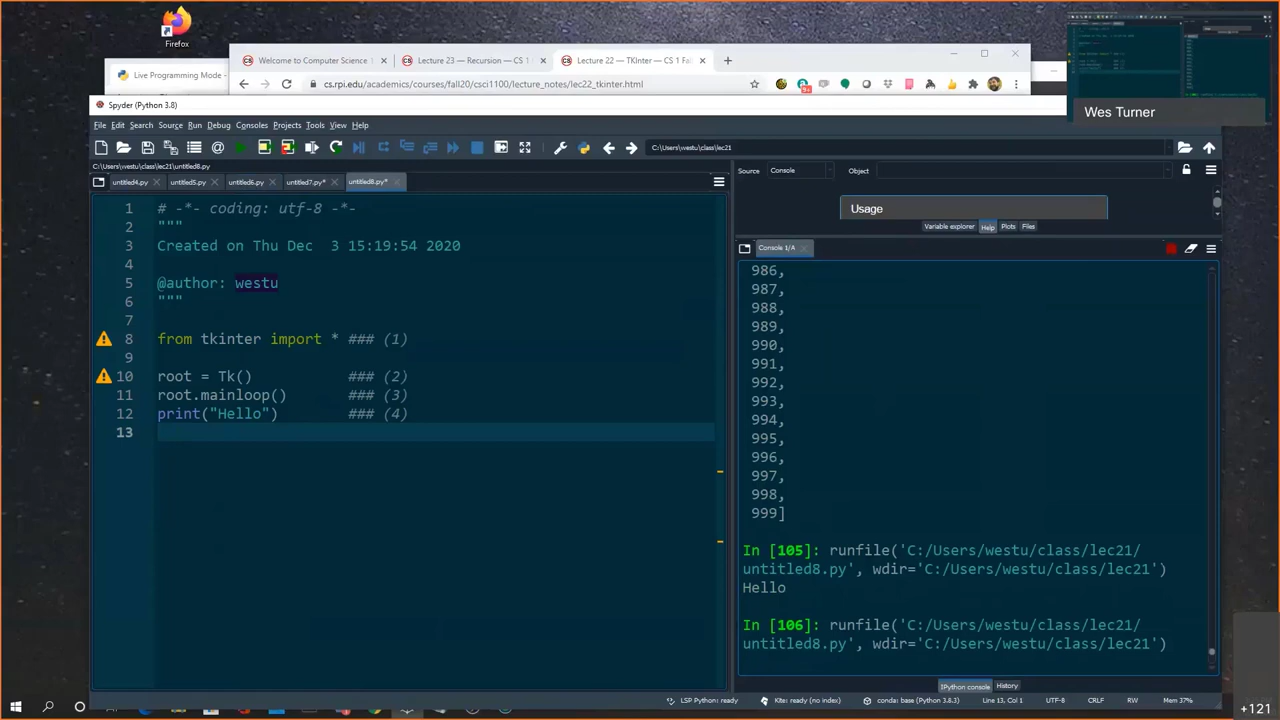 Firefox
Wes Turner
Welcome to Computer Science
Lecture 23 — Recursion — CS 1
Lecture 22 — TKInter — CS 1 Fal
Live Programming Mode -
cs.rpi.edu/academics/courses/fall20/cs1100/lecture_notes/lec22_tkinter.html
Spyder (Python 3.8)
File Edit Search Source Run Debug Consoles Projects Tools View Help
C:\Users\westu\class\lec21
C:\Users\westu\class\lec21\untitled8.py
untitled4.py untitled5.py untitled6.py untitled7.py* untitled8.py*
1 # -*- coding: utf-8 -*-
2 """
3 Created on Thu Dec  3 15:19:54 2020
4
5 @author: westu
6 """
7
8 from tkinter import * ### (1)
9
10 root = Tk()           ### (2)
11 root.mainloop()       ### (3)
12 print("Hello")        ### (4)
13
Source Console Object
Usage
Variable explorer Help Plots Files
Console 1/A
986,
987,
988,
989,
990,
991,
992,
993,
994,
995,
996,
997,
998,
999]
In [105]: runfile('C:/Users/westu/class/lec21/
untitled8.py', wdir='C:/Users/westu/class/lec21')
Hello
In [106]: runfile('C:/Users/westu/class/lec21/
untitled8.py', wdir='C:/Users/westu/class/lec21')
IPython console History
LSP Python: ready Kite: ready (no index) conda: base (Python 3.8.3) Line 13, Col 1 UTF-8 CRLF RW Mem 37%
+121